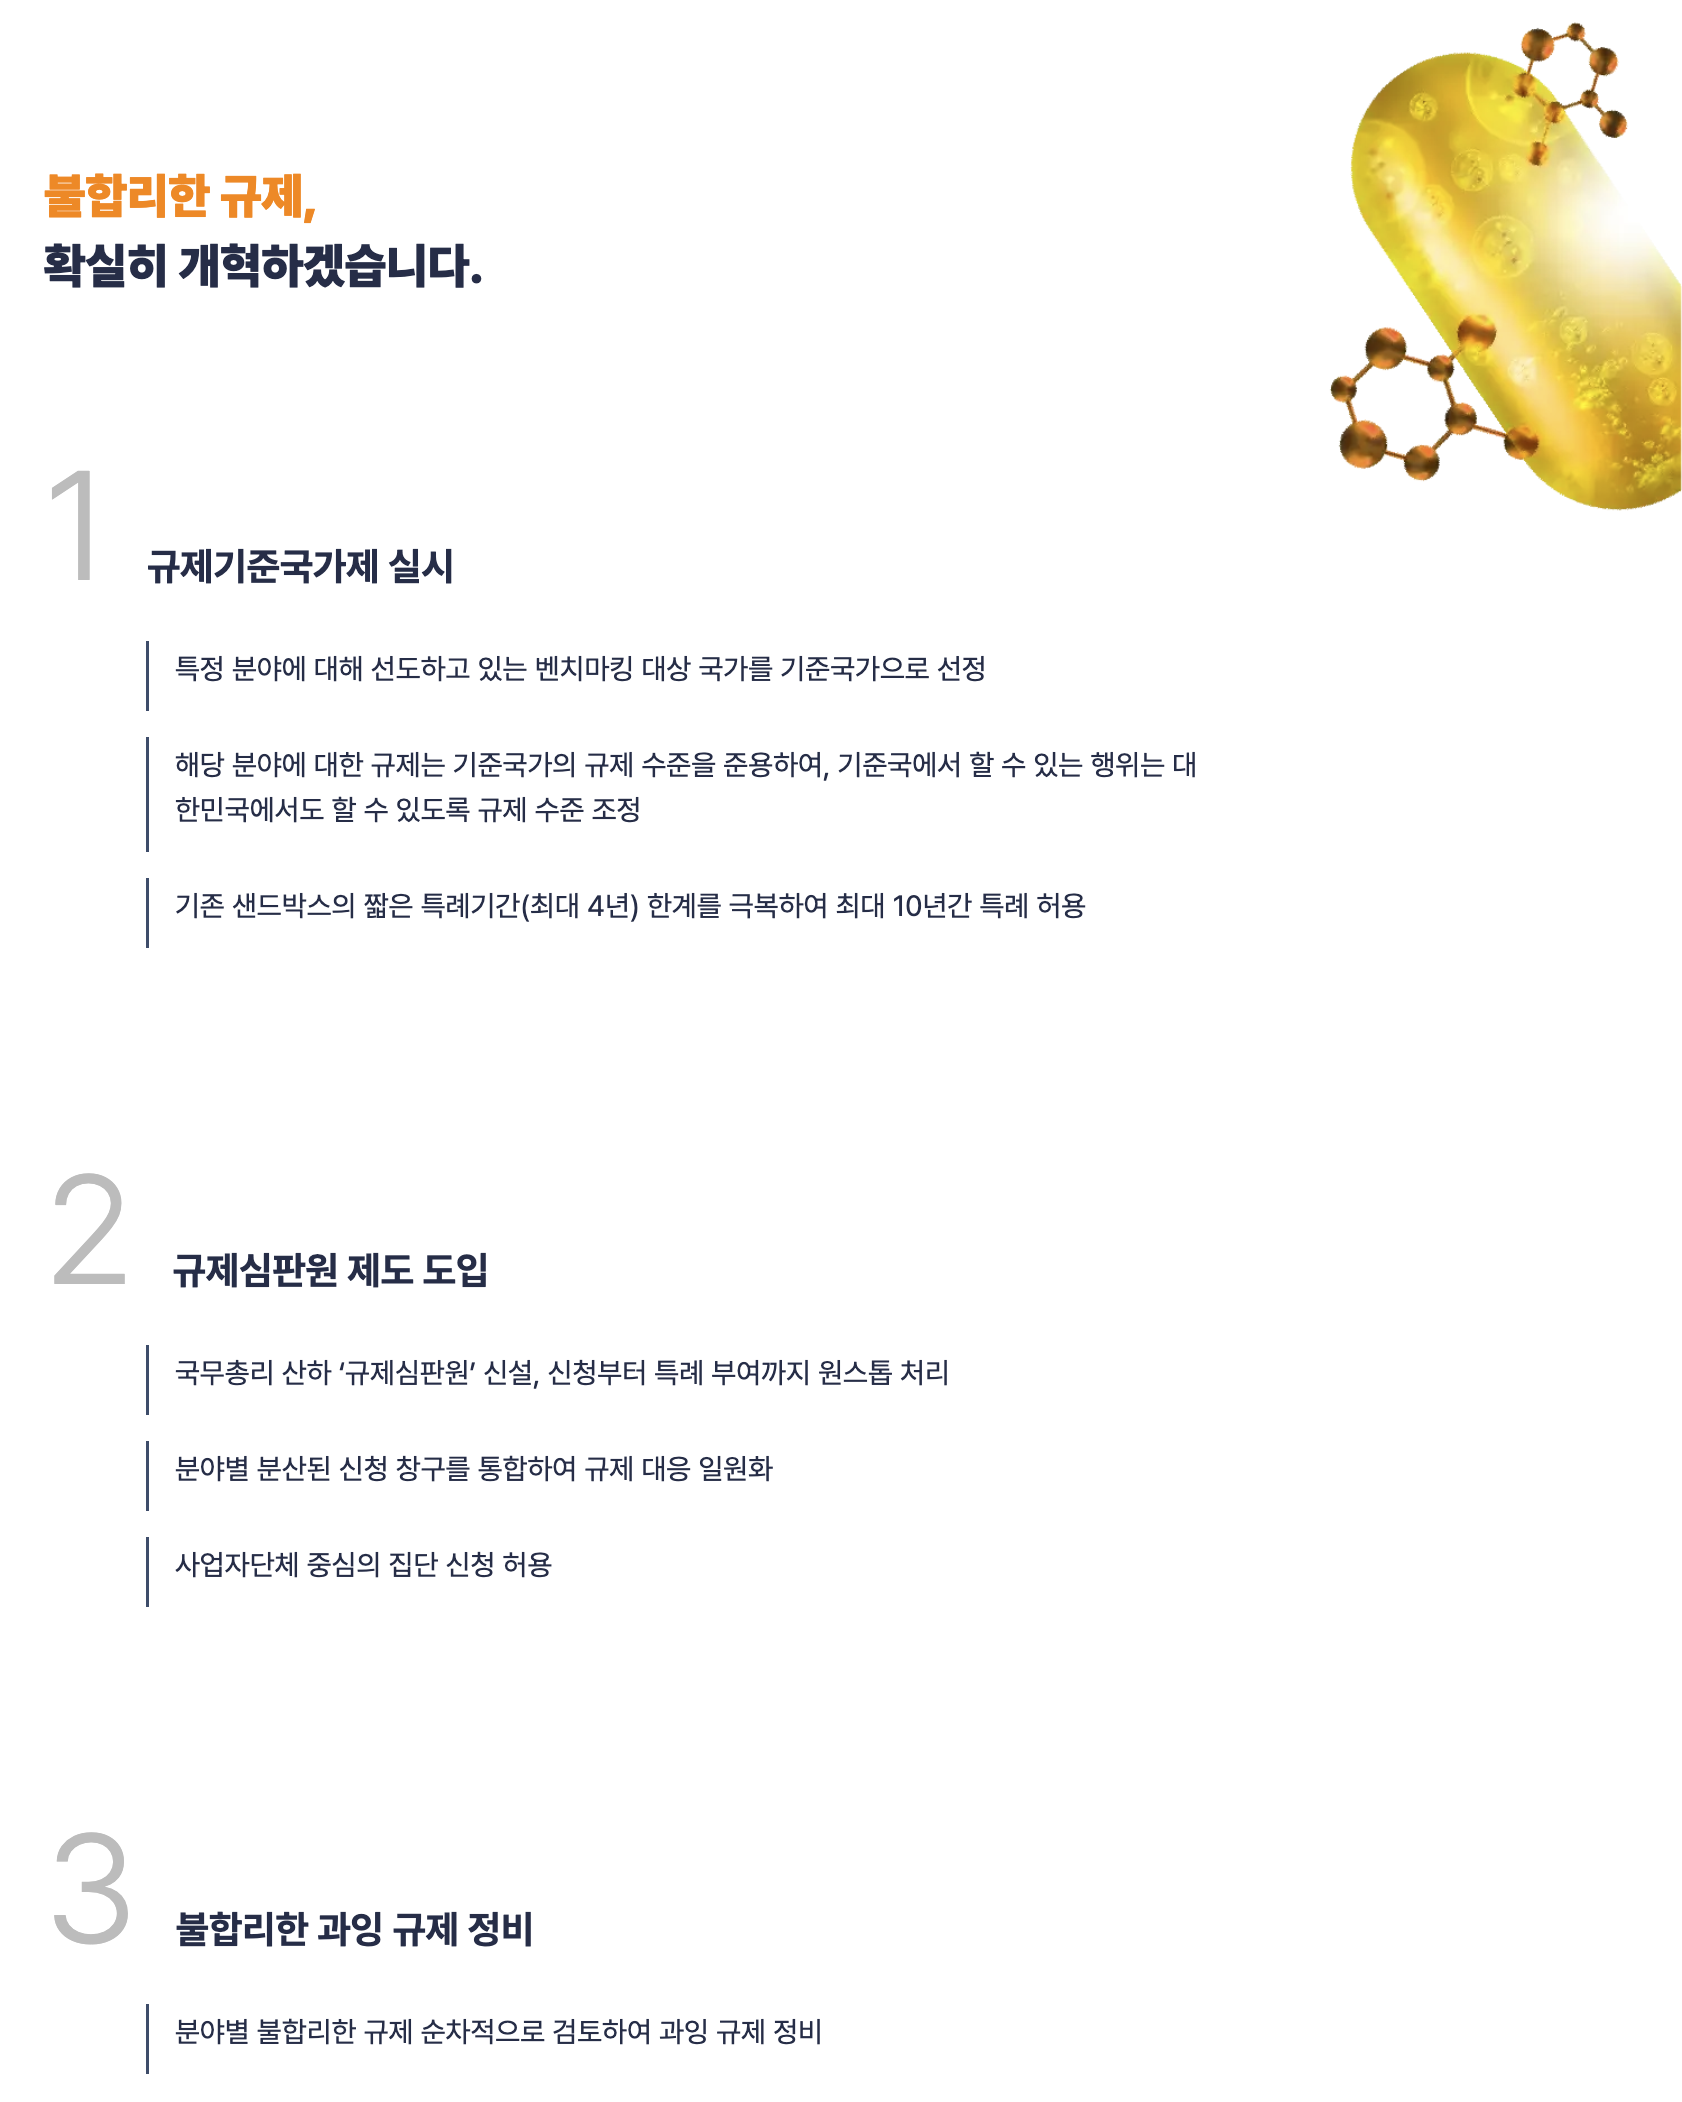 불합리한 규제,
확실히 개혁하겠습니다.
1
규제기준국가제 실시
특정 분야에 대해 선도하고 있는 벤치마킹 대상 국가를 기준국가으로 선정
해당 분야에 대한 규제는 기준국가의 규제 수준을 준용하여, 기준국에서 할 수 있는 행위는 대
한민국에서도 할 수 있도록 규제 수준 조정
기존 샌드박스의 짧은 특례기간(최대 4년) 한계를 극복하여 최대 10년간 특례 허용
2
규제심판원 제도 도입
국무총리 산하 ‘규제심판원’ 신설, 신청부터 특례 부여까지 원스톱 처리
분야별 분산된 신청 창구를 통합하여 규제 대응 일원화
사업자단체 중심의 집단 신청 허용
3
불합리한 과잉 규제 정비
분야별 불합리한 규제 순차적으로 검토하여 과잉 규제 정비